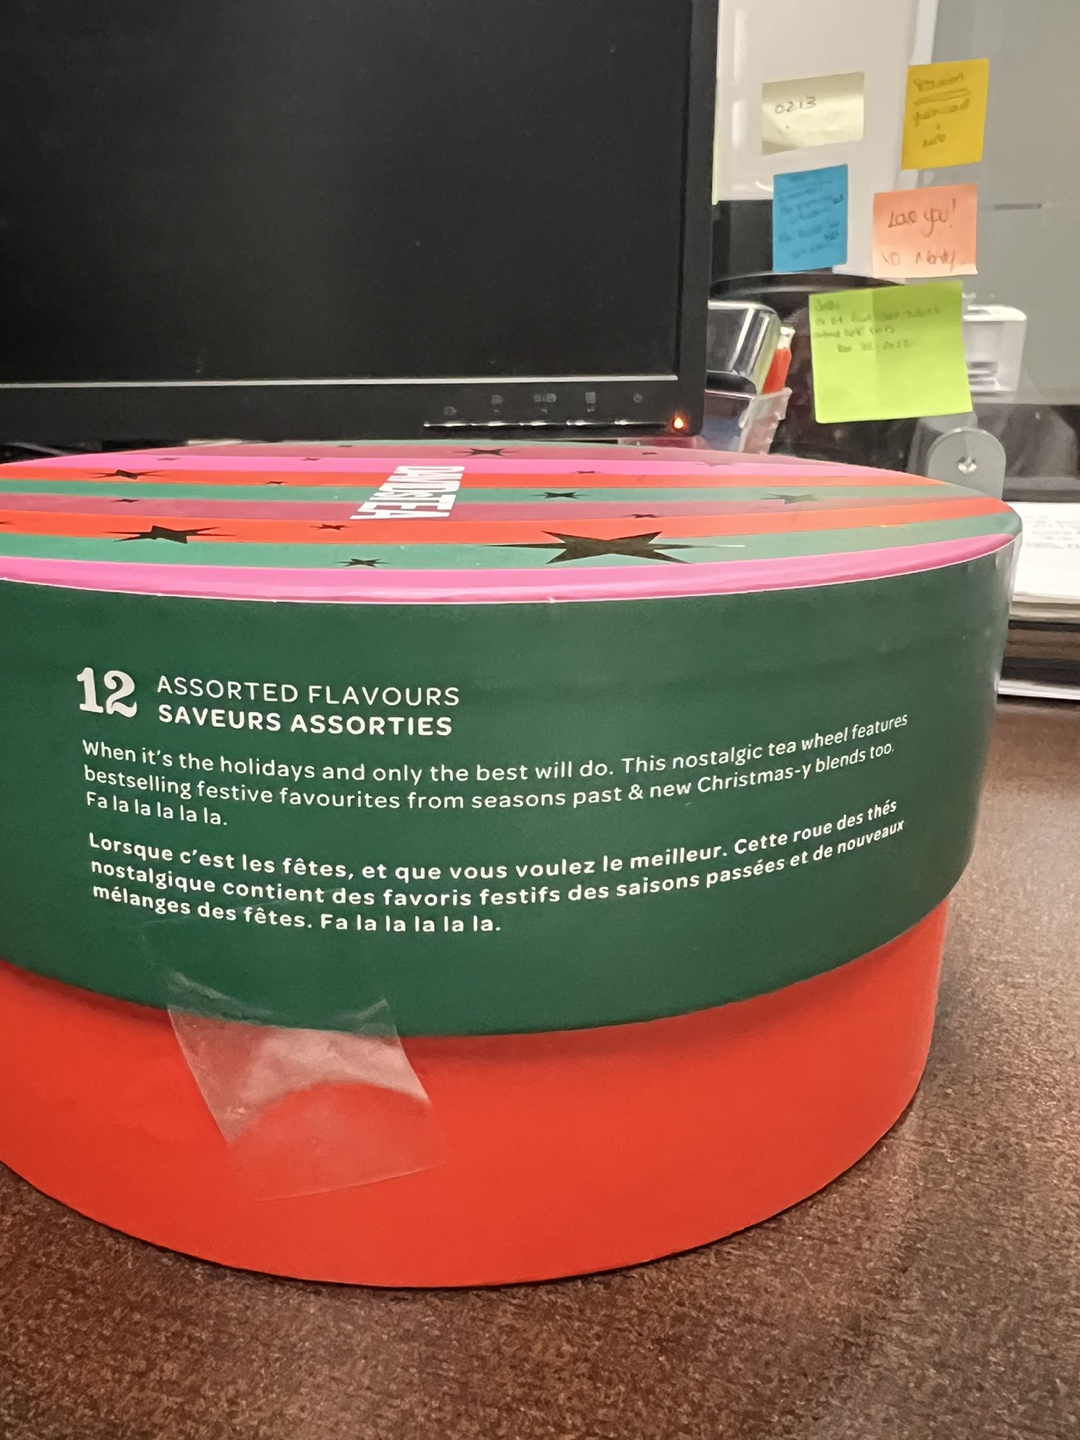 0213
Love you!
DAVIDsTEA
12 ASSORTED FLAVOURS
SAVEURS ASSORTIES
When it's the holidays and only the best will do. This nostalgic tea wheel features
bestselling festive favourites from seasons past & new Christmas-y blends too.
Fa la la la la la.
Lorsque c'est les fêtes, et que vous voulez le meilleur. Cette roue des thés
nostalgique contient des favoris festifs des saisons passées et de nouveaux
mélanges des fêtes. Fa la la la la la.